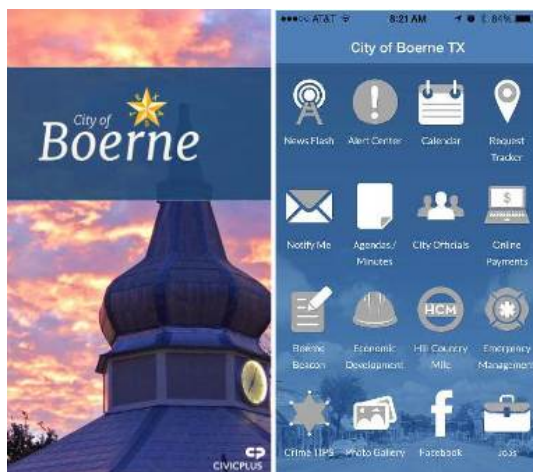 City of
Boerne
CP
CIVICPLUS
AT&T
8:21 AM
84%
City of Boerne TX
News Flash
Alert Center
Calendar
Request
Tracker
Notify Me
Agendas/
Minutes
City Officials
$
Online
Payments
Boerne
Beacon
Economic
Development
HCM
Hill Country
Mile
Emergency
Management
Crime TIPS
Photo Gallery
f
Facebook
Jobs